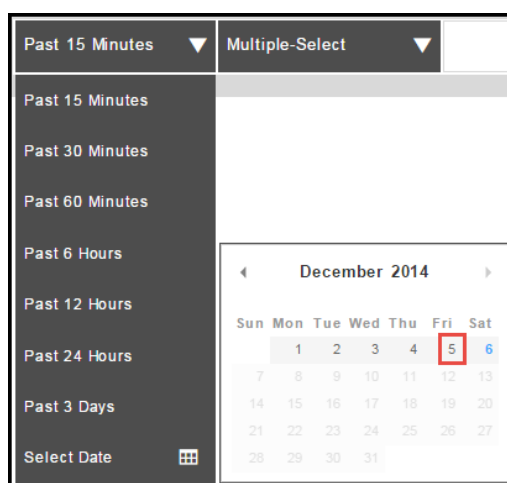 Past 15 Minutes ▼ Multiple-Select ▼
Past 15 Minutes
Past 30 Minutes
Past 60 Minutes
Past 6 Hours
Past 12 Hours
Past 24 Hours
Past 3 Days
Select Date
December 2014
Sun Mon Tue Wed Thu Fri Sat
1 2 3 4 5 6
7 8 9 10 11 12 13
14 15 16 17 18 19 20
21 22 23 24 25 26 27
28 29 30 31